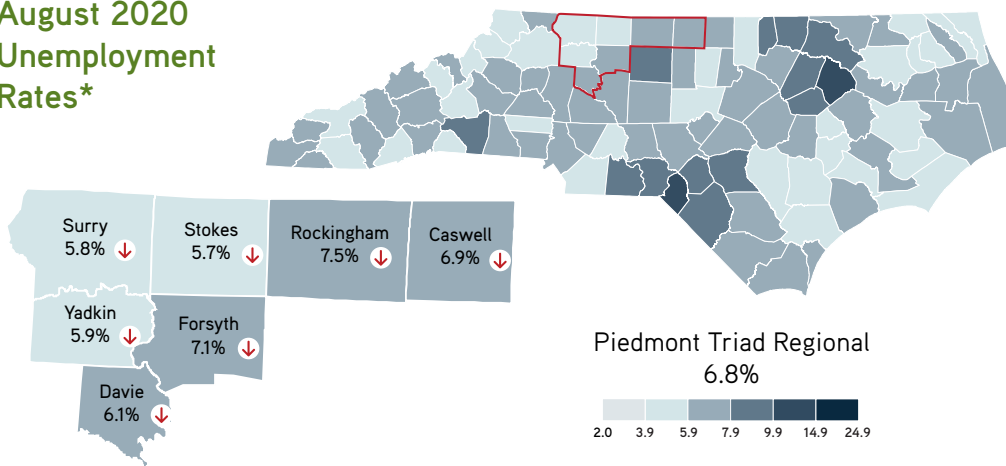 August 2020
Unemployment
Rates*
Surry
5.8%
Stokes
5.7%
Rockingham
7.5%
Caswell
6.9%
Yadkin
5.9%
Forsyth
7.1%
Davie
6.1%
Piedmont Triad Regional
6.8%
2.0 3.9 5.9 7.9 9.9 14.9 24.9